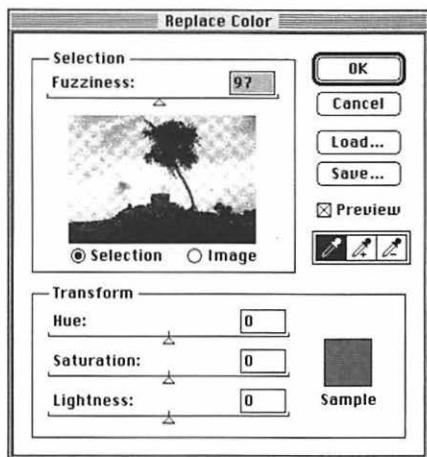 Replace Color
Selection
Fuzziness: 97
Selection Image
OK
Cancel
Load...
Save...
Preview
Transform
Hue: 0
Saturation: 0
Lightness: 0
Sample